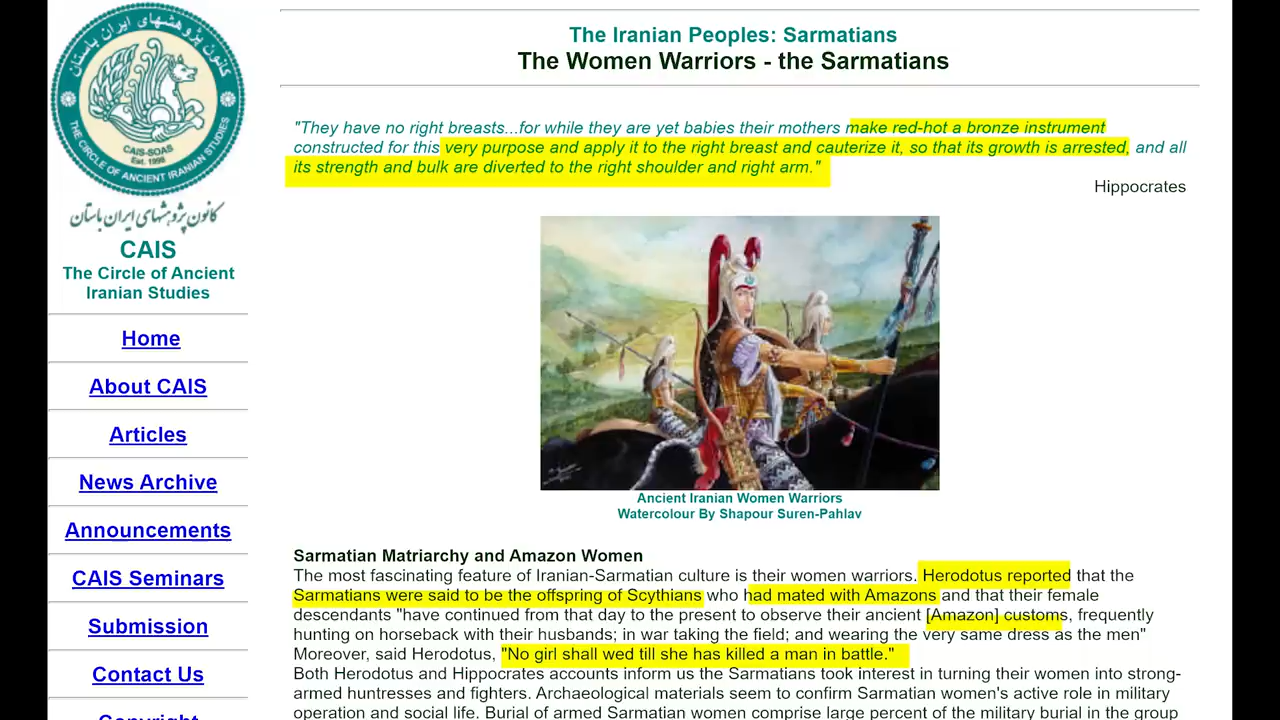 کانون پژوهشهای ایران باستان
THE CIRCLE OF ANCIENT IRANIAN STUDIES
CAIS-SOAS
Est. 1998
کانون پژوهشهای ایران باستان
CAIS
The Circle of Ancient
Iranian Studies
Home
About CAIS
Articles
News Archive
Announcements
CAIS Seminars
Submission
Contact Us
Copyright
The Iranian Peoples: Sarmatians
The Women Warriors - the Sarmatians
"They have no right breasts...for while they are yet babies their mothers make red-hot a bronze instrument
constructed for this very purpose and apply it to the right breast and cauterize it, so that its growth is arrested, and all
its strength and bulk are diverted to the right shoulder and right arm."
Hippocrates
Ancient Iranian Women Warriors
Watercolour By Shapour Suren-Pahlav
Sarmatian Matriarchy and Amazon Women
The most fascinating feature of Iranian-Sarmatian culture is their women warriors. Herodotus reported that the
Sarmatians were said to be the offspring of Scythians who had mated with Amazons and that their female
descendants "have continued from that day to the present to observe their ancient [Amazon] customs, frequently
hunting on horseback with their husbands; in war taking the field; and wearing the very same dress as the men"
Moreover, said Herodotus, "No girl shall wed till she has killed a man in battle."
Both Herodotus and Hippocrates accounts inform us the Sarmatians took interest in turning their women into strong-
armed huntresses and fighters. Archaeological materials seem to confirm Sarmatian women's active role in military
operation and social life. Burial of armed Sarmatian women comprise large percent of the military burial in the group